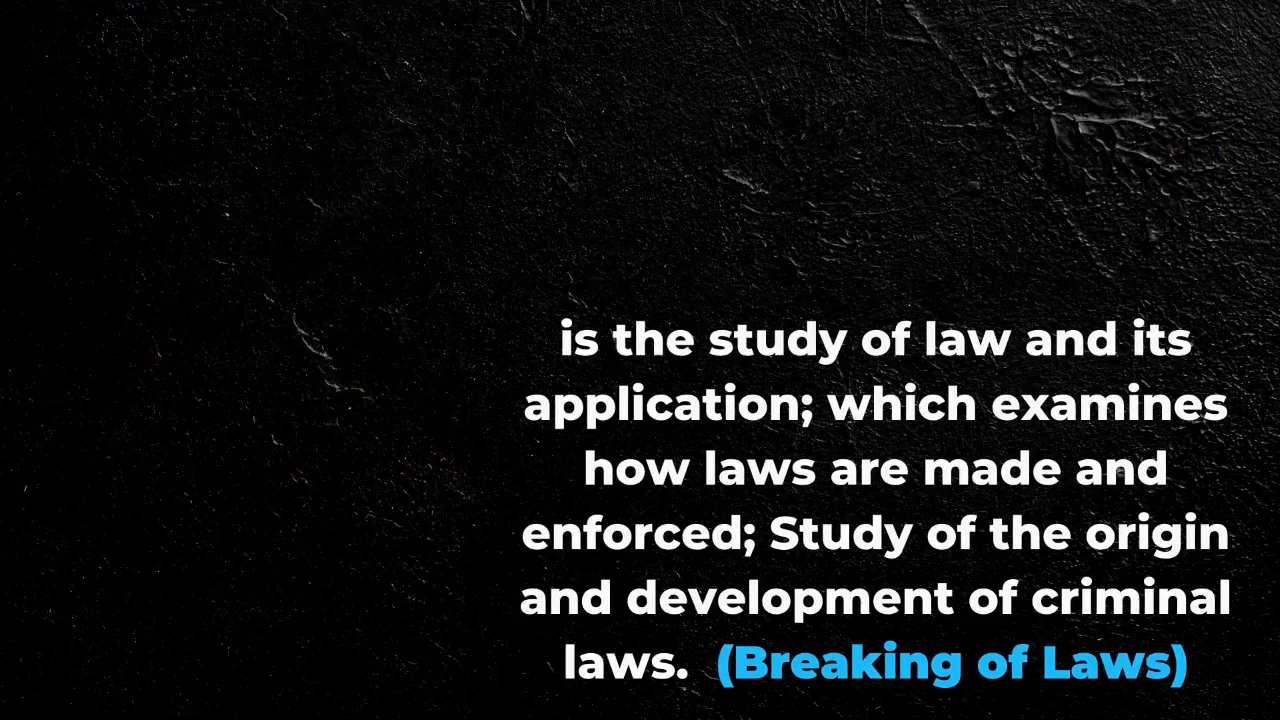 is the study of law and its
application; which examines
how laws are made and
enforced; Study of the origin
and development of criminal
laws. (Breaking of Laws)